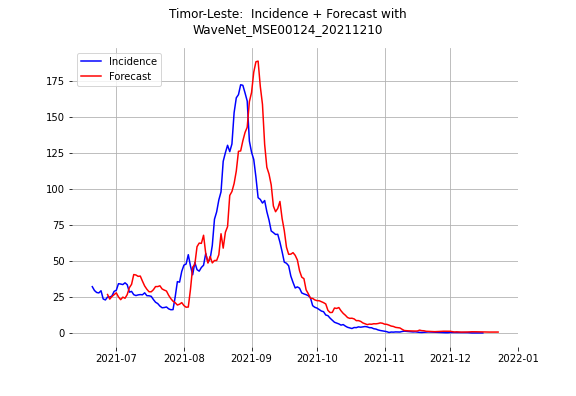 Timor-Leste:  Incidence + Forecast with
WaveNet_MSE00124_20211210
Incidence
Forecast
175
150
125
100
75
50
25
0
2021-07 2021-08 2021-09 2021-10 2021-11 2021-12 2022-01